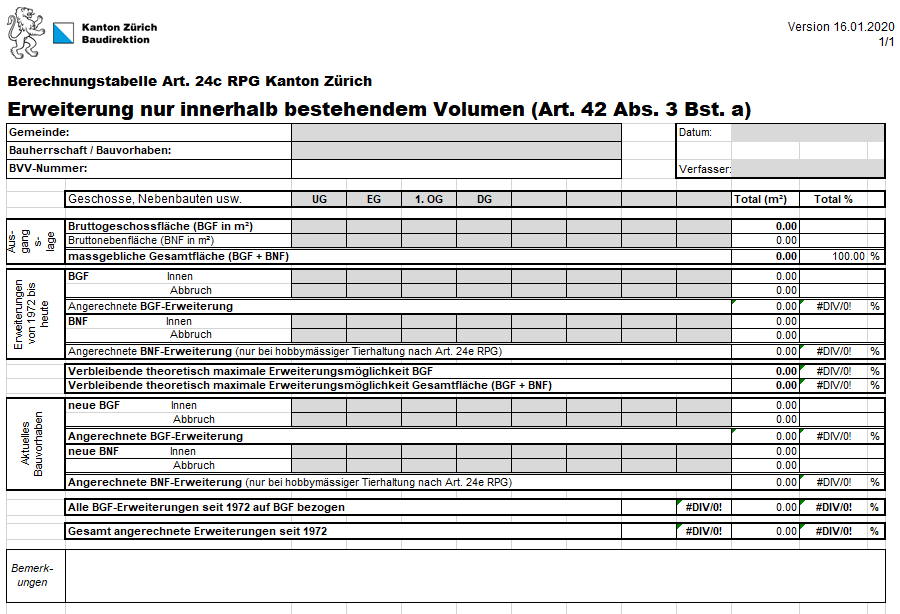 Kanton Zürich
Baudirektion
Version 16.01.2020
1/1
Berechnungstabelle Art. 24c RPG Kanton Zürich
Erweiterung nur innerhalb bestehendem Volumen (Art. 42 Abs. 3 Bst. a)
Gemeinde:
Datum:
Bauherrschaft / Bauvorhaben:
BVV-Nummer:
Verfasser:
Geschosse, Nebenbauten usw. UG EG 1. OG DG Total (m²) Total %
Aus-
gang
s-
lage
Bruttogeschossfläche (BGF in m²) 0.00
Bruttonebenfläche (BNF in m²) 0.00
massgebliche Gesamtfläche (BGF + BNF) 0.00 100.00 %
Erweiterungen
von 1972 bis
heute
BGF Innen 0.00
Abbruch 0.00
Angerechnete BGF-Erweiterung 0.00 #DIV/0! %
BNF Innen 0.00
Abbruch 0.00
Angerechnete BNF-Erweiterung (nur bei hobbymässiger Tierhaltung nach Art. 24e RPG) 0.00 #DIV/0! %
Verbleibende theoretisch maximale Erweiterungsmöglichkeit BGF 0.00 #DIV/0! %
Verbleibende theoretisch maximale Erweiterungsmöglichkeit Gesamtfläche (BGF + BNF) 0.00 #DIV/0! %
Aktuelles
Bauvorhaben
neue BGF Innen 0.00
Abbruch 0.00
Angerechnete BGF-Erweiterung 0.00 #DIV/0! %
neue BNF Innen 0.00
Abbruch 0.00
Angerechnete BNF-Erweiterung (nur bei hobbymässiger Tierhaltung nach Art. 24e RPG) 0.00 #DIV/0! %
Alle BGF-Erweiterungen seit 1972 auf BGF bezogen #DIV/0! 0.00 #DIV/0! %
Gesamt angerechnete Erweiterungen seit 1972 #DIV/0! 0.00 #DIV/0! %
Bemerk-
ungen